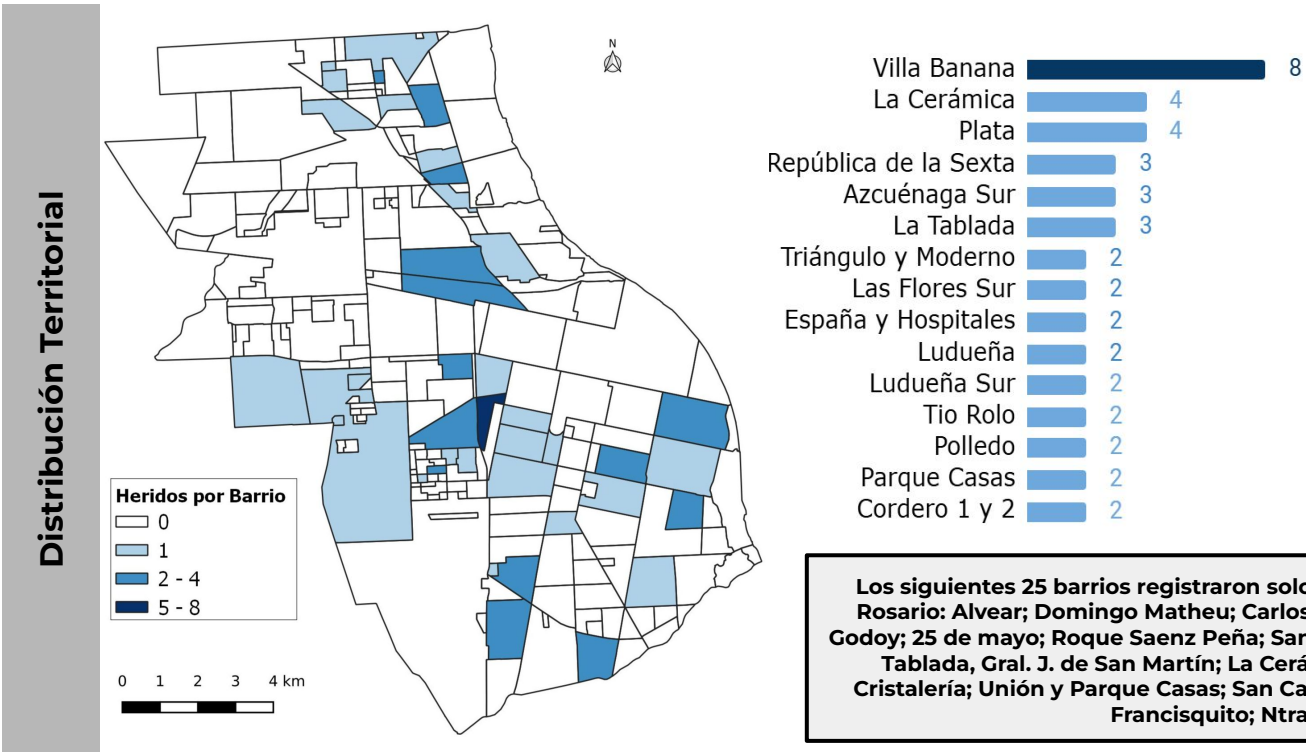 Distribución Territorial
N
Heridos por Barrio
0
1
2 - 4
5 - 8
0 1 2 3 4 km
Villa Banana 8
La Cerámica 4
Plata 4
República de la Sexta 3
Azcuénaga Sur 3
La Tablada 3
Triángulo y Moderno 2
Las Flores Sur 2
España y Hospitales 2
Ludueña 2
Ludueña Sur 2
Tio Rolo 2
Polledo 2
Parque Casas 2
Cordero 1 y 2 2
Los siguientes 25 barrios registraron solo
Rosario: Alvear; Domingo Matheu; Carlos
Godoy; 25 de mayo; Roque Saenz Peña; San
Tablada, Gral. J. de San Martín; La Cerá
Cristalería; Unión y Parque Casas; San Ca
Francisquito; Ntra